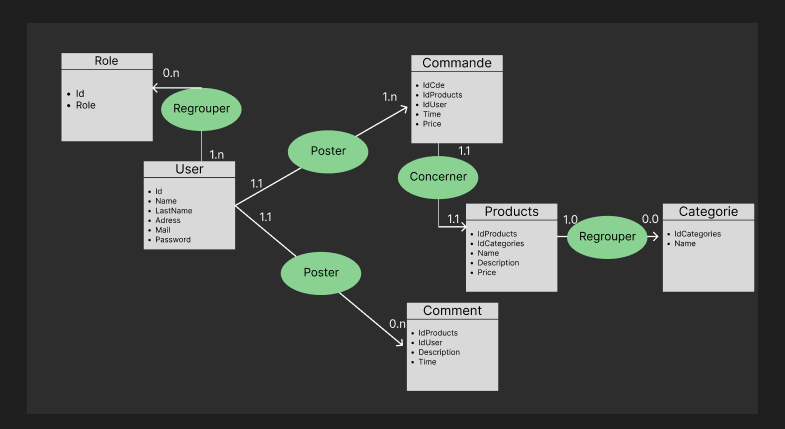 Role
Id
Role
0.n
Regrouper
1.n
User
Id
Name
LastName
Adress
Mail
Password
1.1
Poster
1.n
Commande
IdCde
IdProducts
IdUser
Time
Price
1.1
Concerner
1.1
Products
IdProducts
IdCategories
Name
Description
Price
1.0
Regrouper
0.0
Categorie
IdCategories
Name
1.1
Poster
0.n
Comment
IdProducts
IdUser
Description
Time